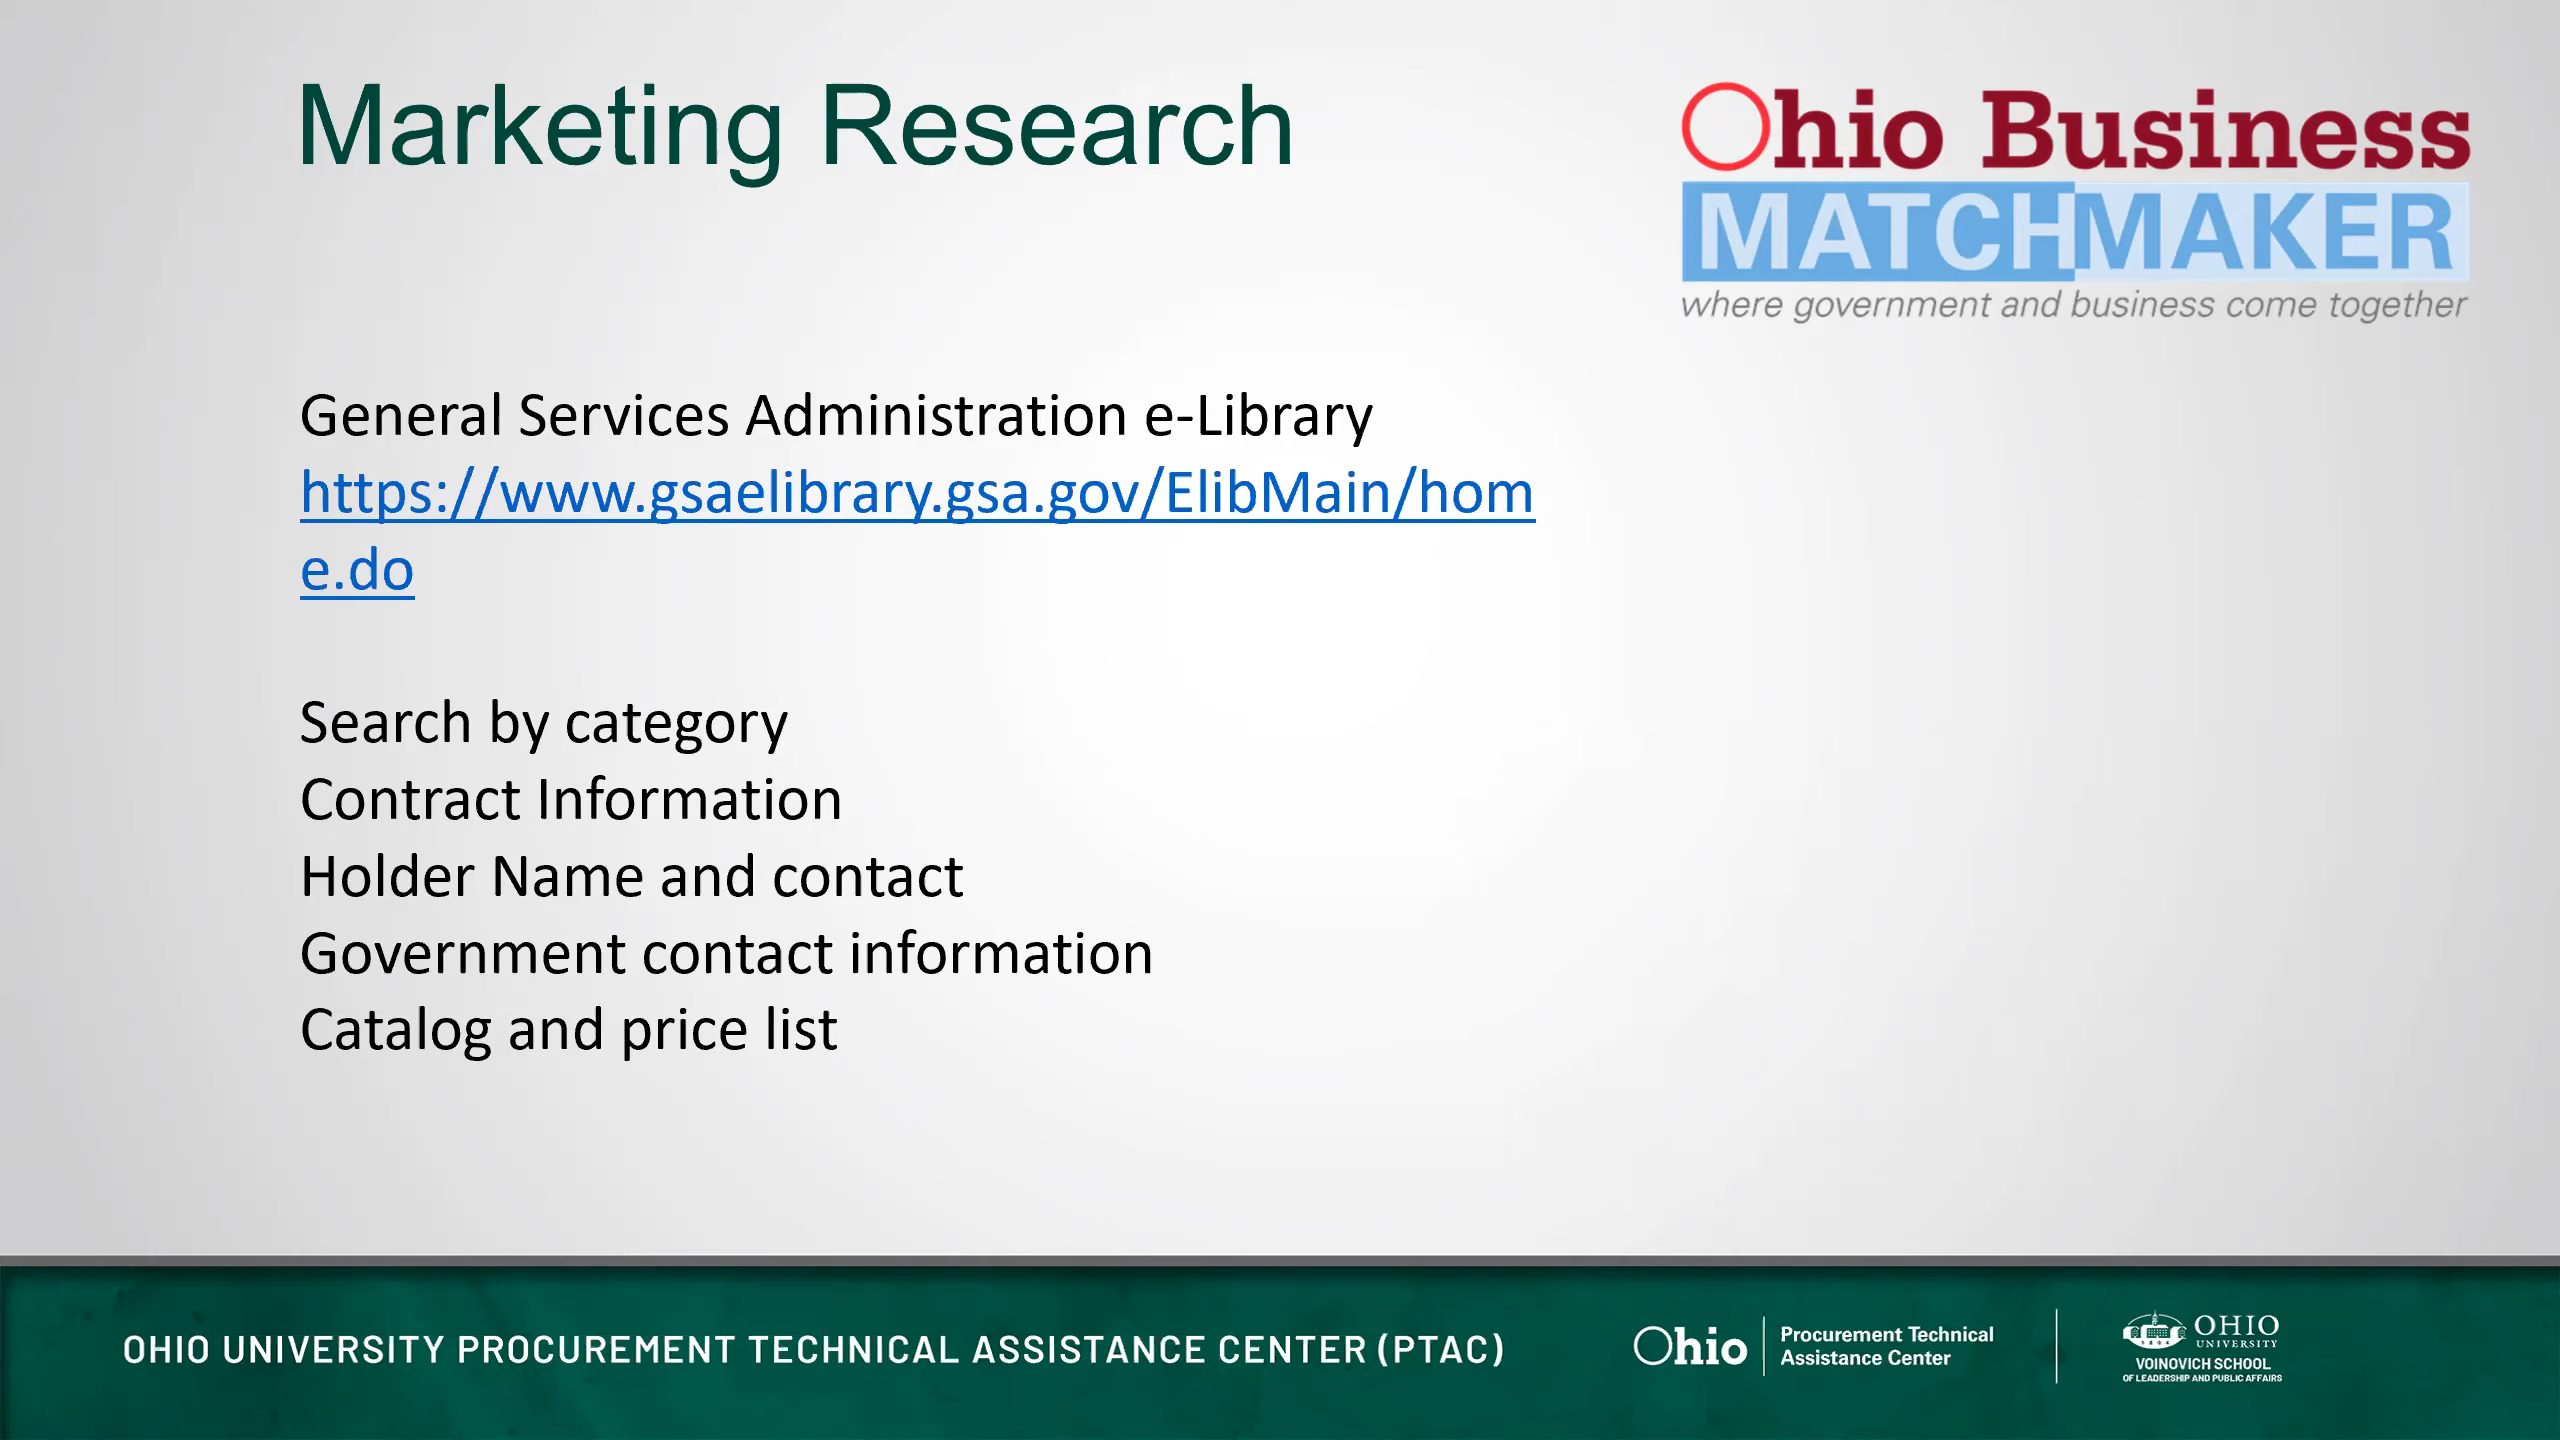 Marketing Research
Ohio Business
MATCHMAKER
where government and business come together
General Services Administration e-Library
https://www.gsaelibrary.gsa.gov/ElibMain/hom
e.do
Search by category
Contract Information
Holder Name and contact
Government contact information
Catalog and price list
OHIO UNIVERSITY PROCUREMENT TECHNICAL ASSISTANCE CENTER (PTAC)
Ohio
Procurement Technical
Assistance Center
OHIO
UNIVERSITY
VOINOVICH SCHOOL
OF LEADERSHIP AND PUBLIC AFFAIRS